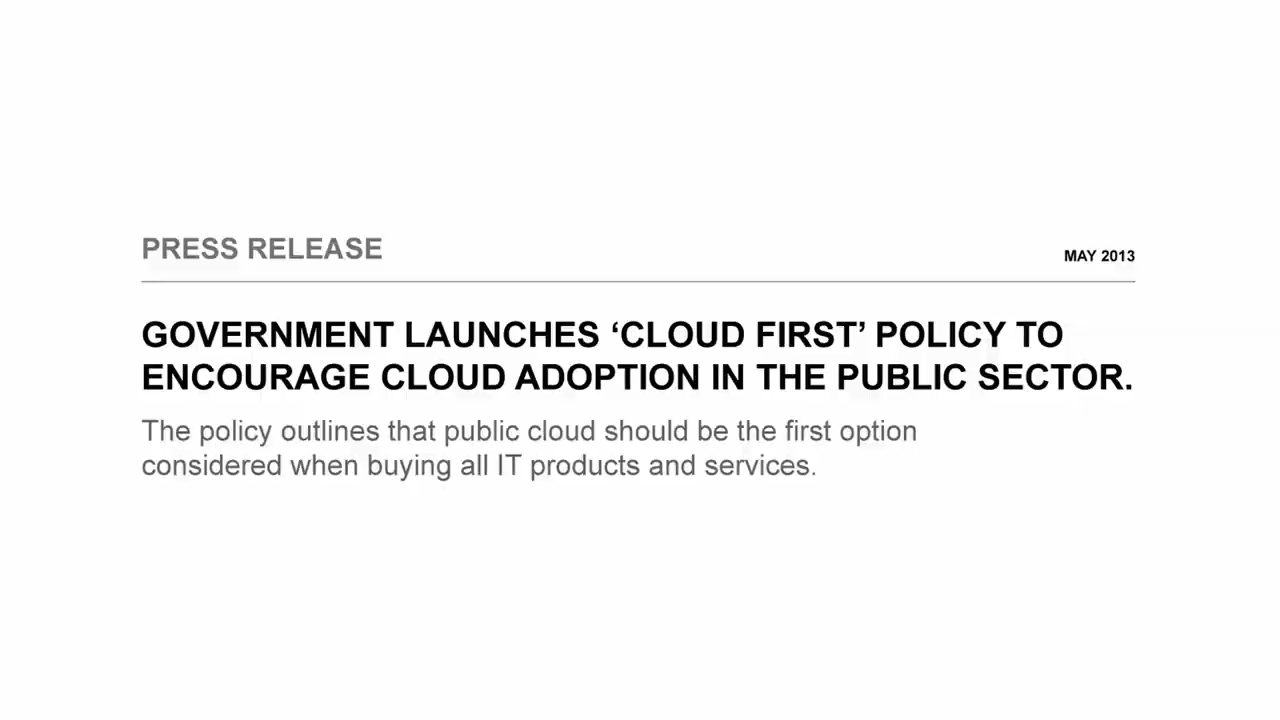 PRESS RELEASE
MAY 2013
GOVERNMENT LAUNCHES ‘CLOUD FIRST’ POLICY TO
ENCOURAGE CLOUD ADOPTION IN THE PUBLIC SECTOR.
The policy outlines that public cloud should be the first option
considered when buying all IT products and services.